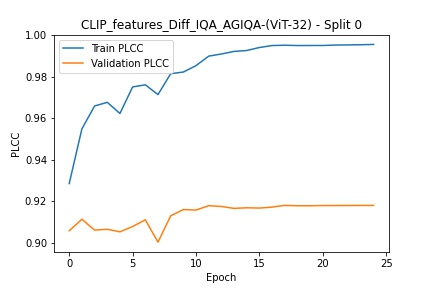 CLIP_features_Diff_IQA_AGIQA-(ViT-32) - Split 0
1.00
Train PLCC
Validation PLCC
0.98
0.96
PLCC
0.94
0.92
0.90
0 5 10 15 20 25
Epoch